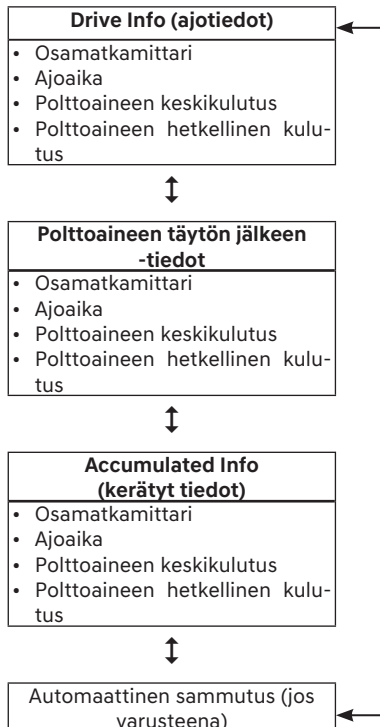 Drive Info (ajotiedot)
• Osamatkamittari
• Ajoaika
• Polttoaineen keskikulutus
• Polttoaineen hetkellinen kulu-
tus
Polttoaineen täytön jälkeen
-tiedot
• Osamatkamittari
• Ajoaika
• Polttoaineen keskikulutus
• Polttoaineen hetkellinen kulu-
tus
Accumulated Info
(kerätyt tiedot)
• Osamatkamittari
• Ajoaika
• Polttoaineen keskikulutus
• Polttoaineen hetkellinen kulu-
tus
Automaattinen sammutus (jos
varusteena)